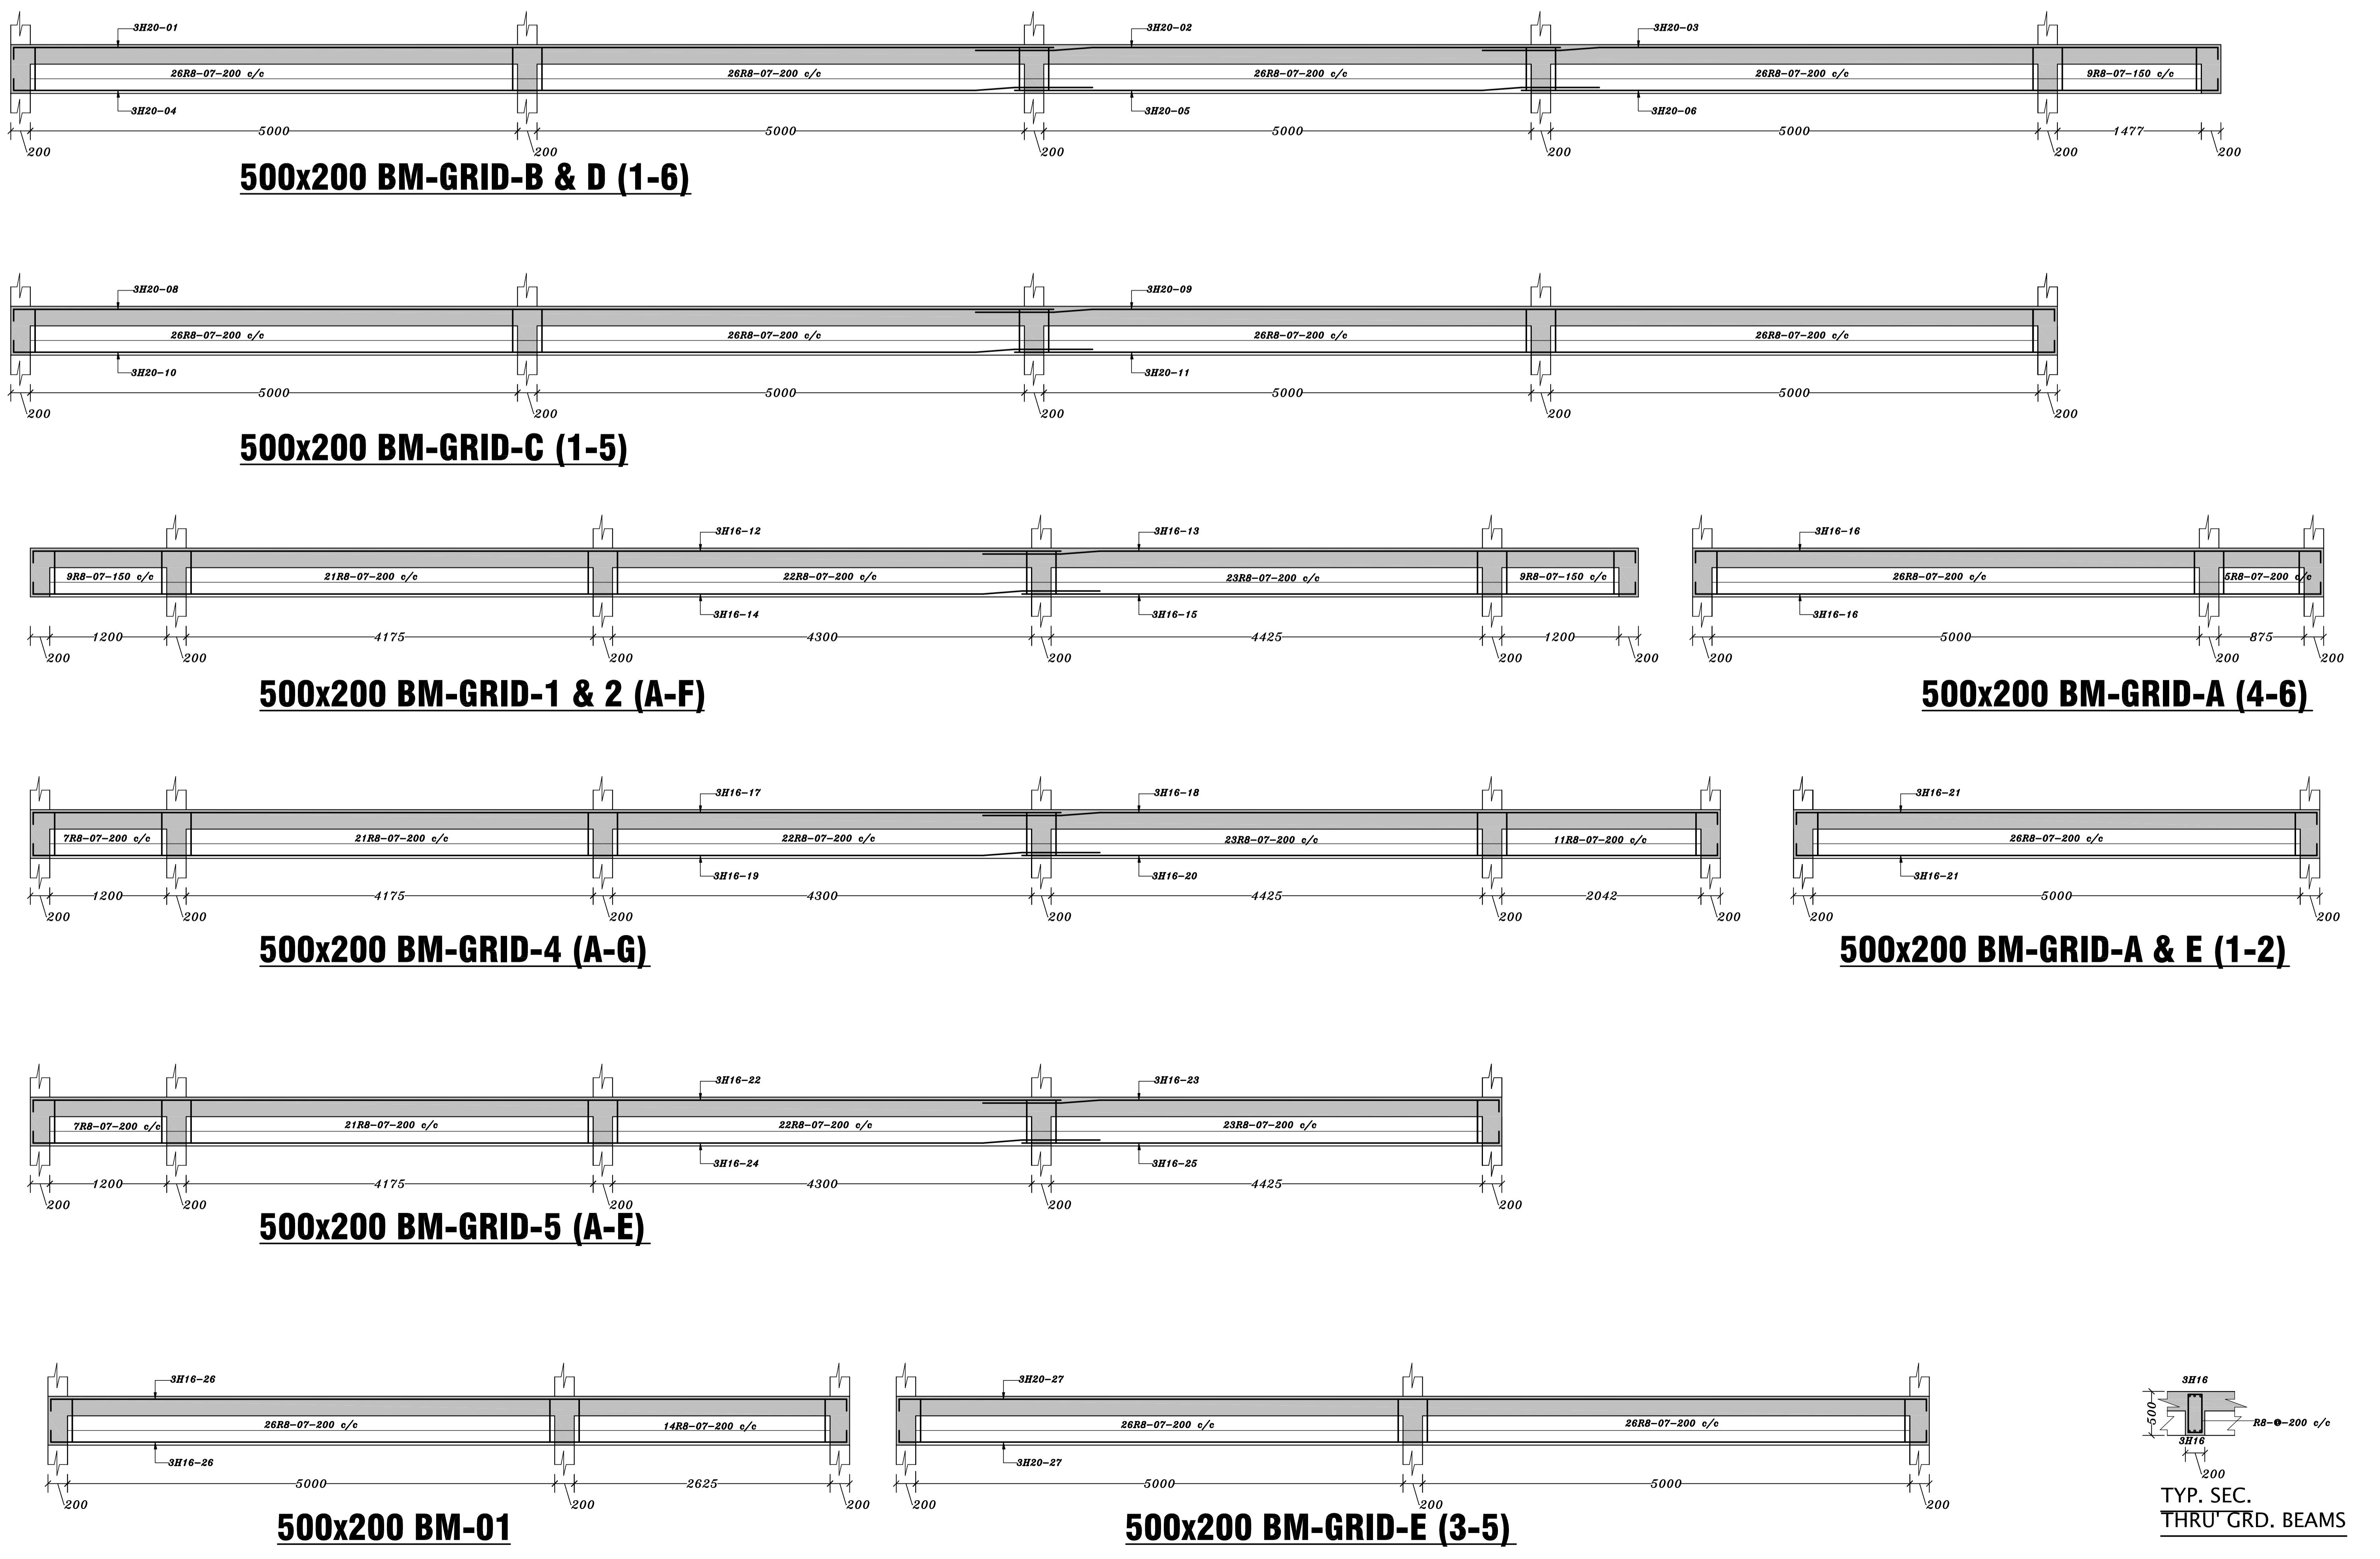 3H20-01 3H20-02 3H20-03
26R8-07-200 c/c 26R8-07-200 c/c 26R8-07-200 c/c 26R8-07-200 c/c 9R8-07-150 c/c
3H20-04 3H20-05 3H20-06
5000 5000 5000 5000 1477
200 200 200 200 200 200
500x200 BM-GRID-B & D (1-6)
3H20-08 3H20-09
26R8-07-200 c/c 26R8-07-200 c/c 26R8-07-200 c/c 26R8-07-200 c/c
3H20-10 3H20-11
5000 5000 5000 5000
200 200 200 200 200
500x200 BM-GRID-C (1-5)
3H16-12 3H16-13
9R8-07-150 c/c 21R8-07-200 c/c 22R8-07-200 c/c 23R8-07-200 c/c 9R8-07-150 c/c
3H16-14 3H16-15
1200 4175 4300 4425 1200
200 200 200 200 200 200
500x200 BM-GRID-1 & 2 (A-F)
3H16-16
26R8-07-200 c/c 5R8-07-200 c/c
3H16-16
5000 875
200 200 200
500x200 BM-GRID-A (4-6)
3H16-17 3H16-18
7R8-07-200 c/c 21R8-07-200 c/c 22R8-07-200 c/c 23R8-07-200 c/c 11R8-07-200 c/c
3H16-19 3H16-20
1200 4175 4300 4425 2042
200 200 200 200 200 200
500x200 BM-GRID-4 (A-G)
3H16-21
26R8-07-200 c/c
3H16-21
5000
200 200
500x200 BM-GRID-A & E (1-2)
3H16-22 3H16-23
7R8-07-200 c/c 21R8-07-200 c/c 22R8-07-200 c/c 23R8-07-200 c/c
3H16-24 3H16-25
1200 4175 4300 4425
200 200 200 200 200
500x200 BM-GRID-5 (A-E)
3H16-26
26R8-07-200 c/c 14R8-07-200 c/c
3H16-26
5000 2625
200 200 200
500x200 BM-01
3H20-27
26R8-07-200 c/c 26R8-07-200 c/c
3H20-27
5000 5000
200 200 200
500x200 BM-GRID-E (3-5)
3H16
500
R8-@-200 c/c
3H16
200
TYP. SEC.
THRU' GRD. BEAMS